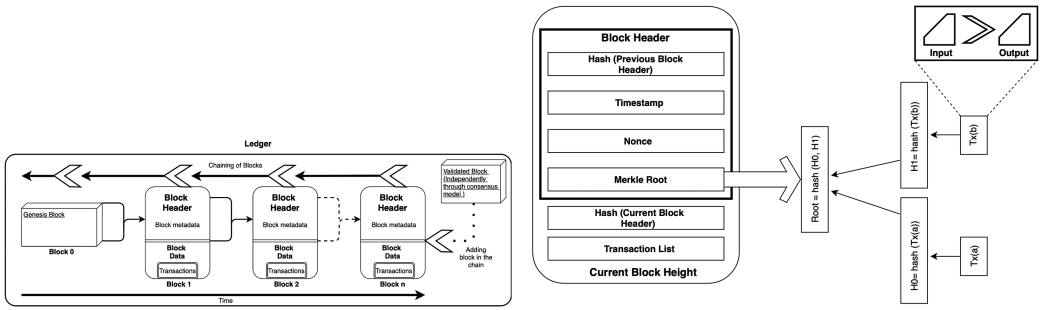 Ledger
Chaining of Blocks
Validated Block
(Independently
through consensus
model )
Genesis Block
Block 0
Block
Header
Block metadata
Block
Data
Transactions
Block 1
Block
Header
Block metadata
Block
Data
Transactions
Block 2
Block
Header
Block metadata
Block
Data
Transactions
Block n
Adding
block in the
chain
Time
Block Header
Hash (Previous Block
Header)
Timestamp
Nonce
Merkle Root
Hash (Current Block
Header)
Transaction List
Current Block Height
Root = hash (H0, H1)
H1= hash (Tx(b))
H0= hash (Tx(a))
Tx(b)
Tx(a)
Input
Output